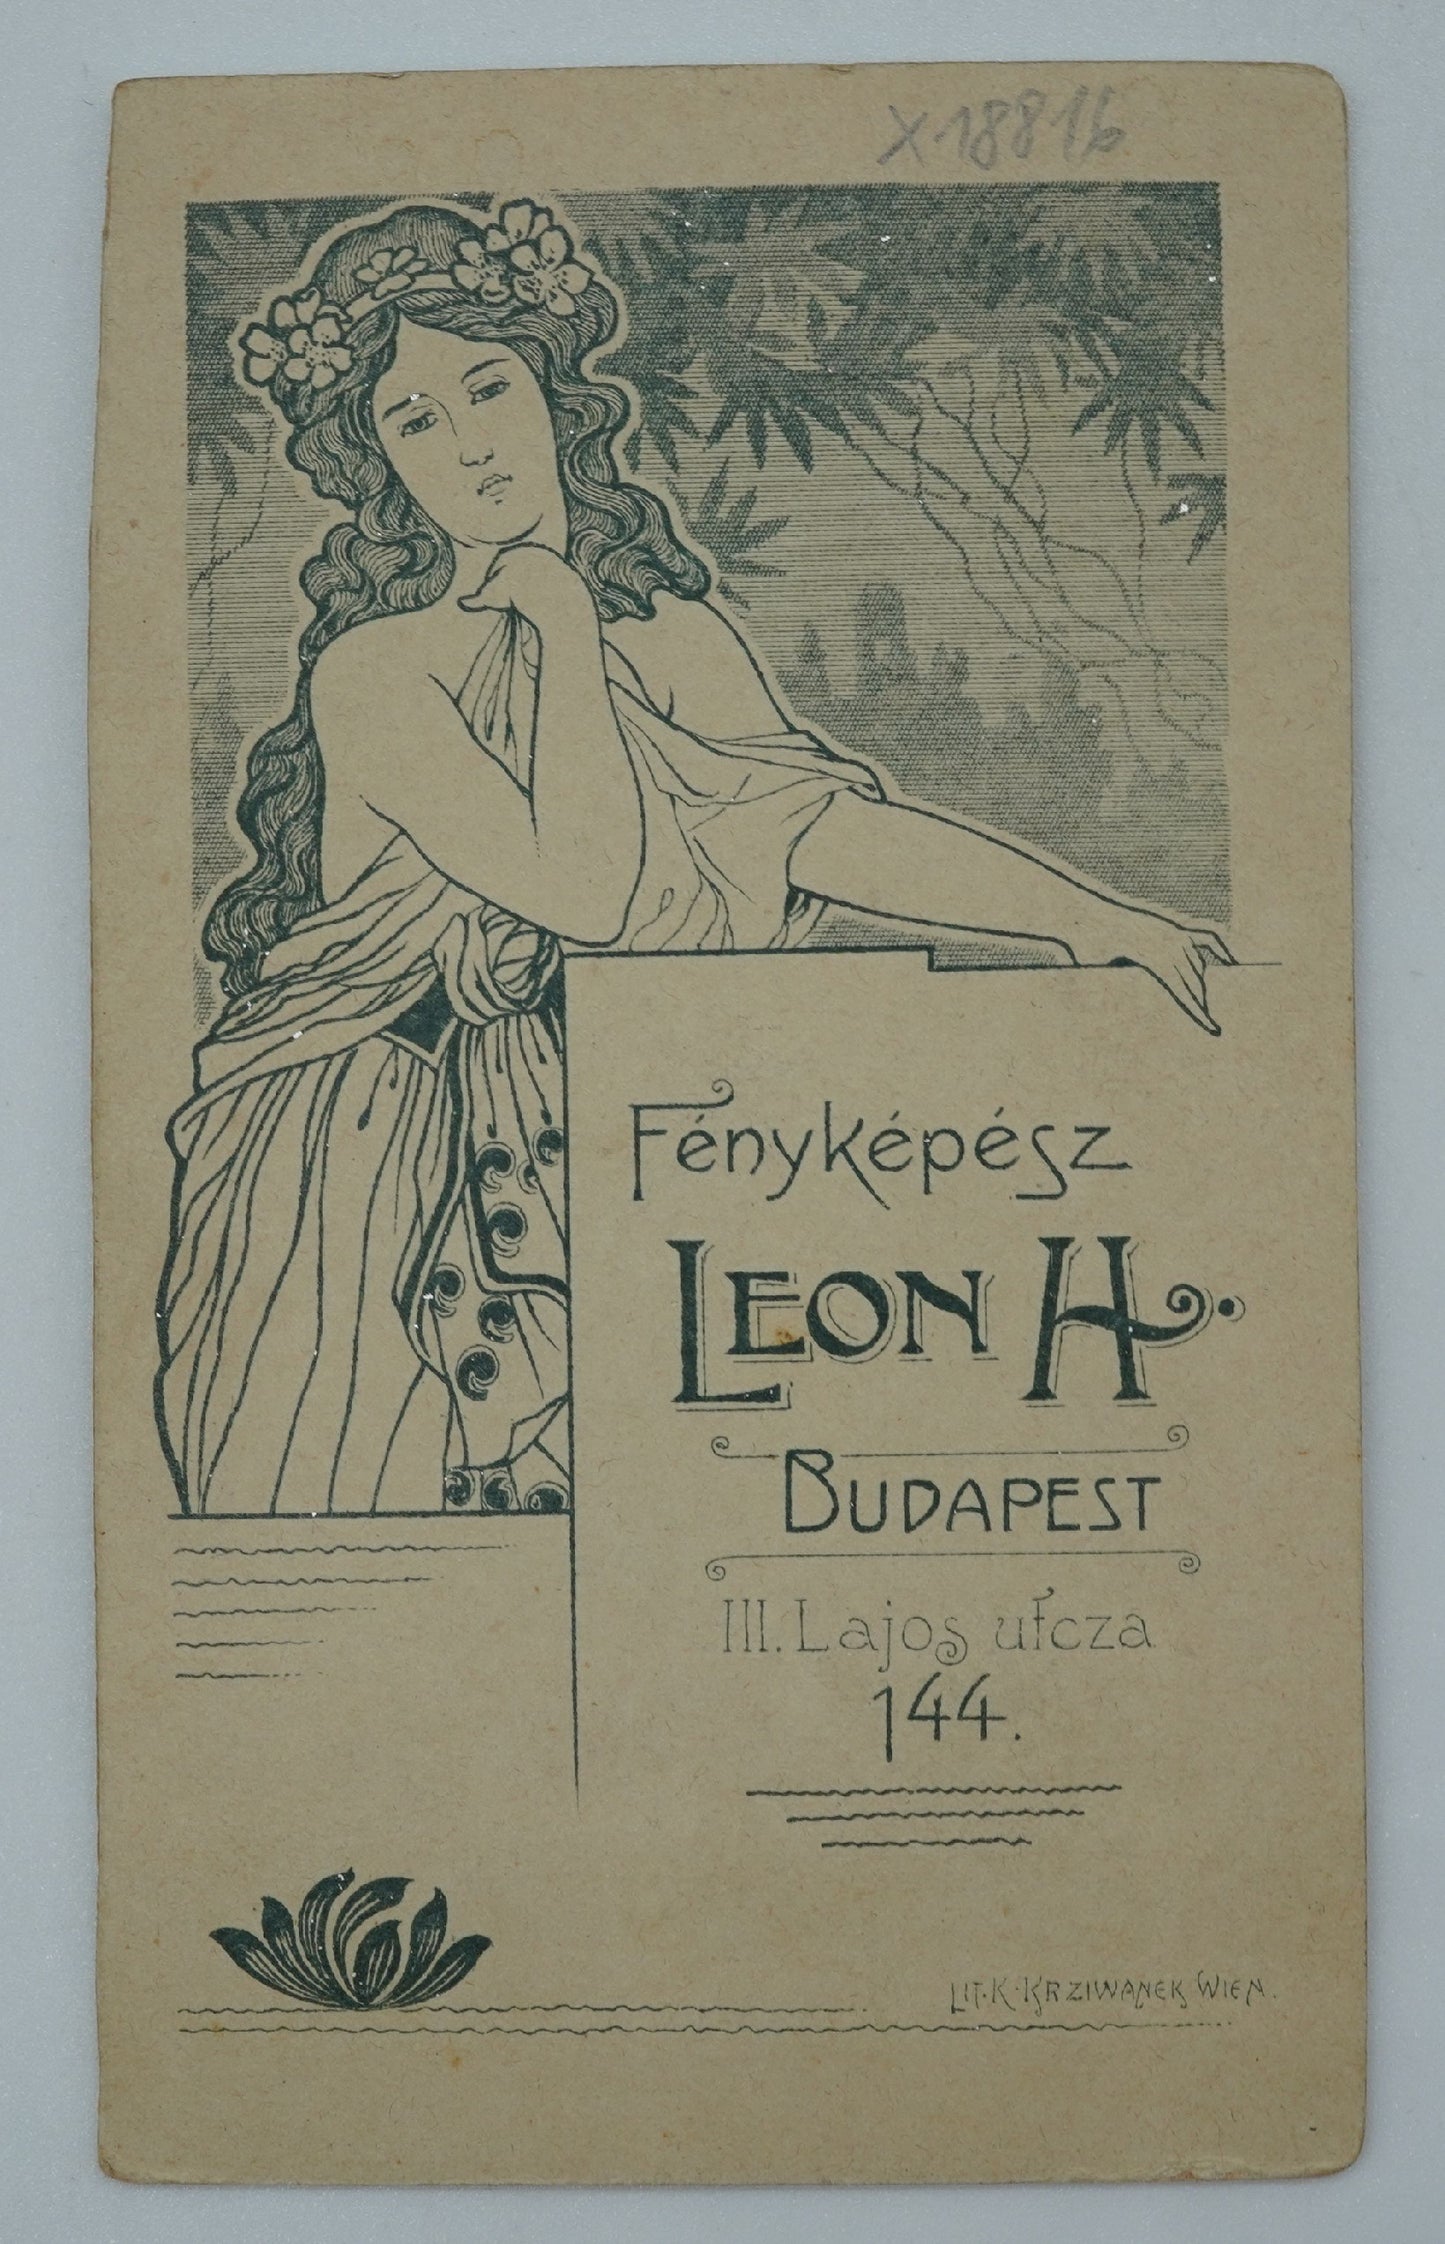 X.18816
Fényképész
LEON H.
BUDAPEST
III. Lajos utcza
144.
LIT. K. KRZIWANEK WIEN.